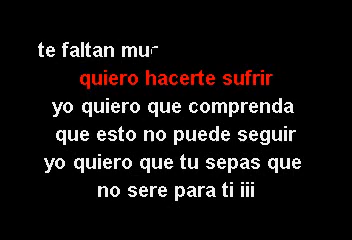 te faltan mur
quiero hacerte sufrir
yo quiero que comprenda
que esto no puede seguir
yo quiero que tu sepas que
no sere para ti iii